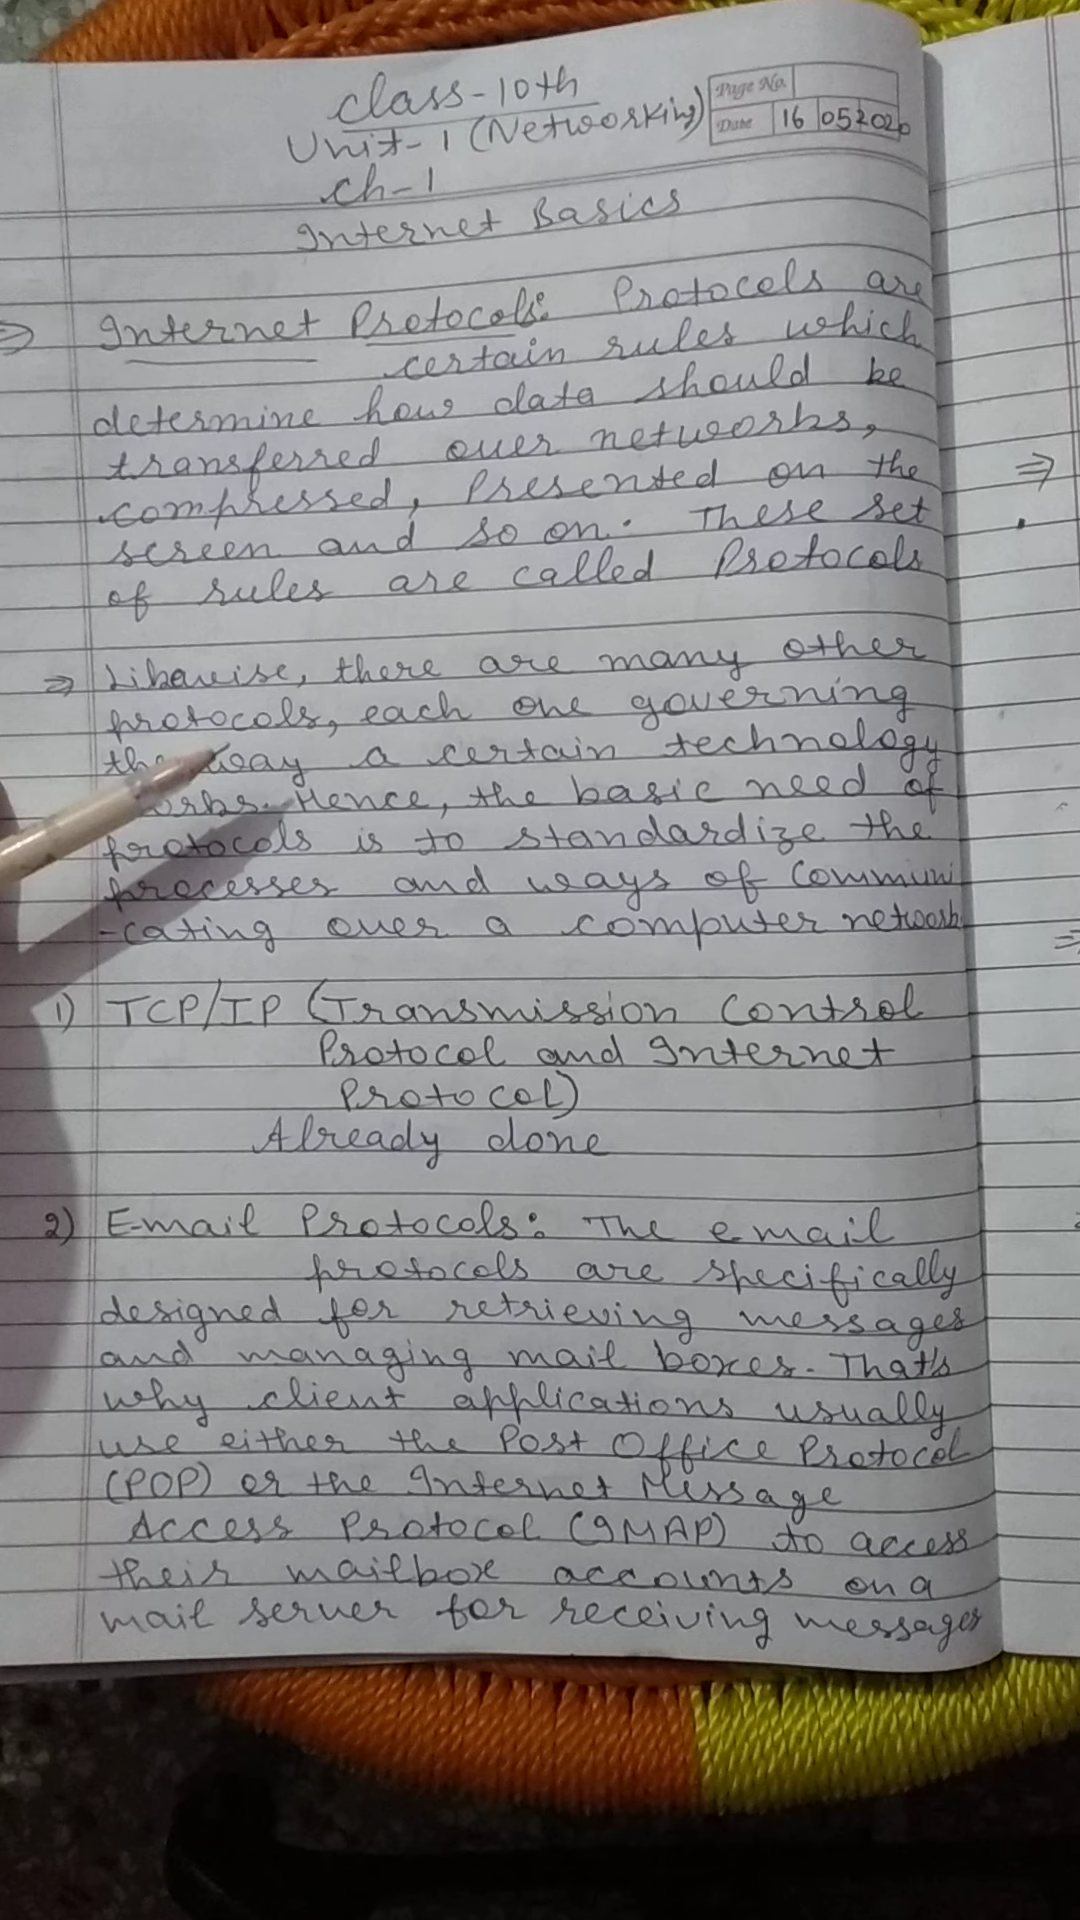 Class-10th
Unit-1 (Networking)
Page No.
Date 16 05 2020
Ch-1
Internet Basics
⇒ Internet Protocols: Protocols are
certain rules which
determine how data should be
transferred over networks,
compressed, Presented on the
screen and so on. These set
of rules are called Protocols
⇒ Likewise, there are many other
protocols, each one governing
the way a certain technology
Hence, the basic need of
protocols is to standardize the
processes and ways of Communi
-cating over a computer network
1) TCP/IP (Transmission Control
Protocol and Internet
Protocol)
Already done
2) E-mail Protocols: The e-mail
protocols are specifically
designed for retrieving messages
and managing mail boxes. That's
why client applications usually
use either the Post Office Protocol
(POP) or the Internet Message
Access Protocol (IMAP) to access
their mailbox accounts on a
mail server for receiving messages
⇒
⇒